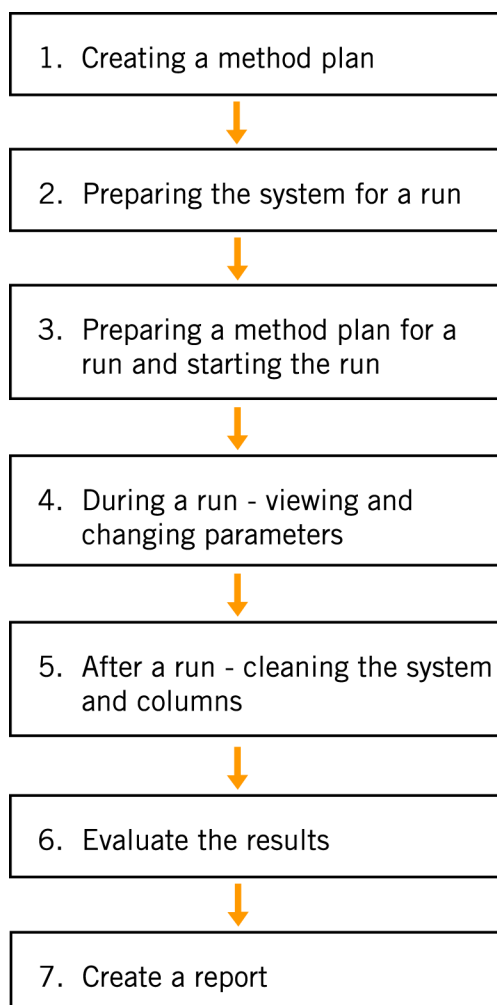 1. Creating a method plan
2. Preparing the system for a run
3. Preparing a method plan for a
run and starting the run
4. During a run - viewing and
changing parameters
5. After a run - cleaning the system
and columns
6. Evaluate the results
7. Create a report